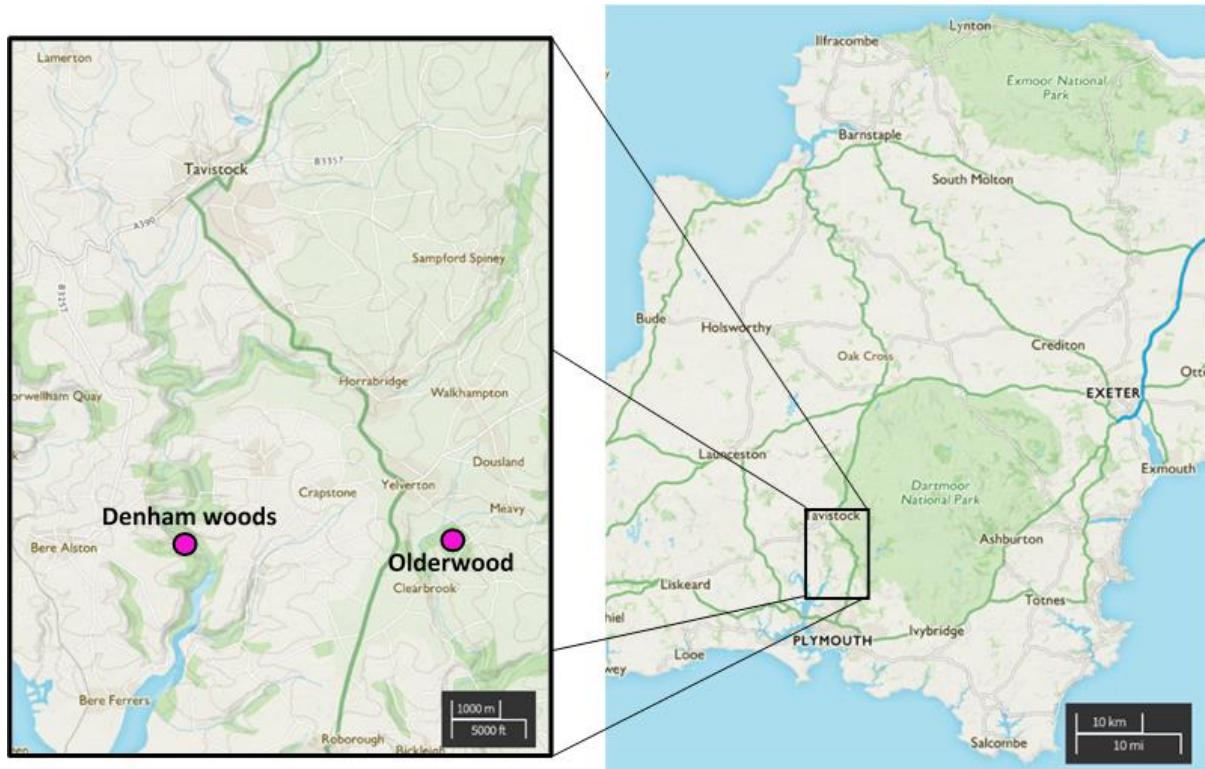 Lamerton
Tavistock
B3357
A390
B3257
Sampford Spiney
Horrabridge
Walkhampton
orwellham Quay
Dousland
Crapstone
Yelverton
Meavy
Denham woods
Olderwood
Bere Alston
Clearbrook
Bere Ferrers
Roborough
Bickleigh
1000 m
5000 ft
Lynton
Ilfracombe
Exmoor National
Park
Barnstaple
South Molton
Bude
Holsworthy
Oak Cross
Crediton
EXETER
Otte
Launceston
Exmouth
Dartmoor
National Park
Tavistock
Ashburton
Liskeard
Totnes
hiel
Ivybridge
PLYMOUTH
Looe
wey
Salcombe
10 km
10 mi